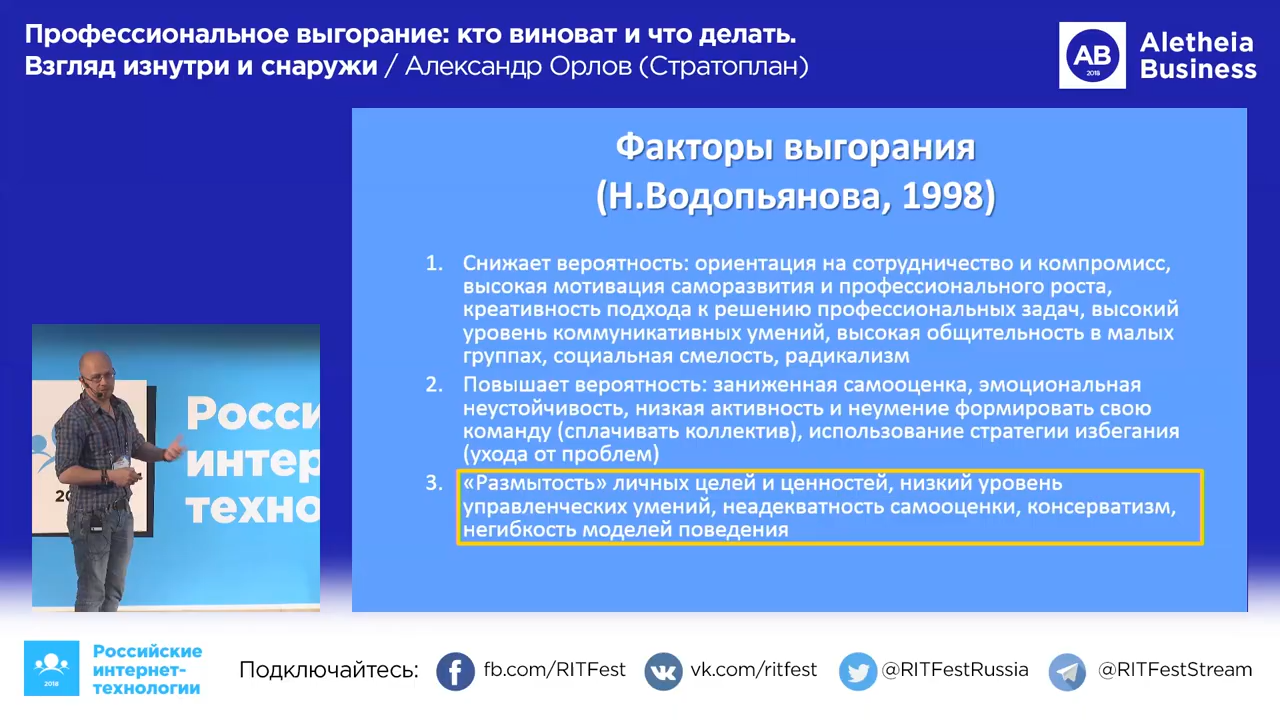 Профессиональное выгорание: кто виноват и что делать.
Взгляд изнутри и снаружи / Александр Орлов (Стратоплан)
AB
2018
Aletheia
Business
Факторы выгорания
(Н.Водопьянова, 1998)
1. Снижает вероятность: ориентация на сотрудничество и компромисс,
высокая мотивация саморазвития и профессионального роста,
креативность подхода к решению профессиональных задач, высокий
уровень коммуникативных умений, высокая общительность в малых
группах, социальная смелость, радикализм
2. Повышает вероятность: заниженная самооценка, эмоциональная
неустойчивость, низкая активность и неумение формировать свою
команду (сплачивать коллектив), использование стратегии избегания
(ухода от проблем)
3. «Размытость» личных целей и ценностей, низкий уровень
управленческих умений, неадекватность самооценки, консерватизм,
негибкость моделей поведения
Росси
интер
техно
20
2018
Российские
интернет-
технологии
Подключайтесь:
fb.com/RITFest
vk.com/ritfest
@RITFestRussia
@RITFestStream